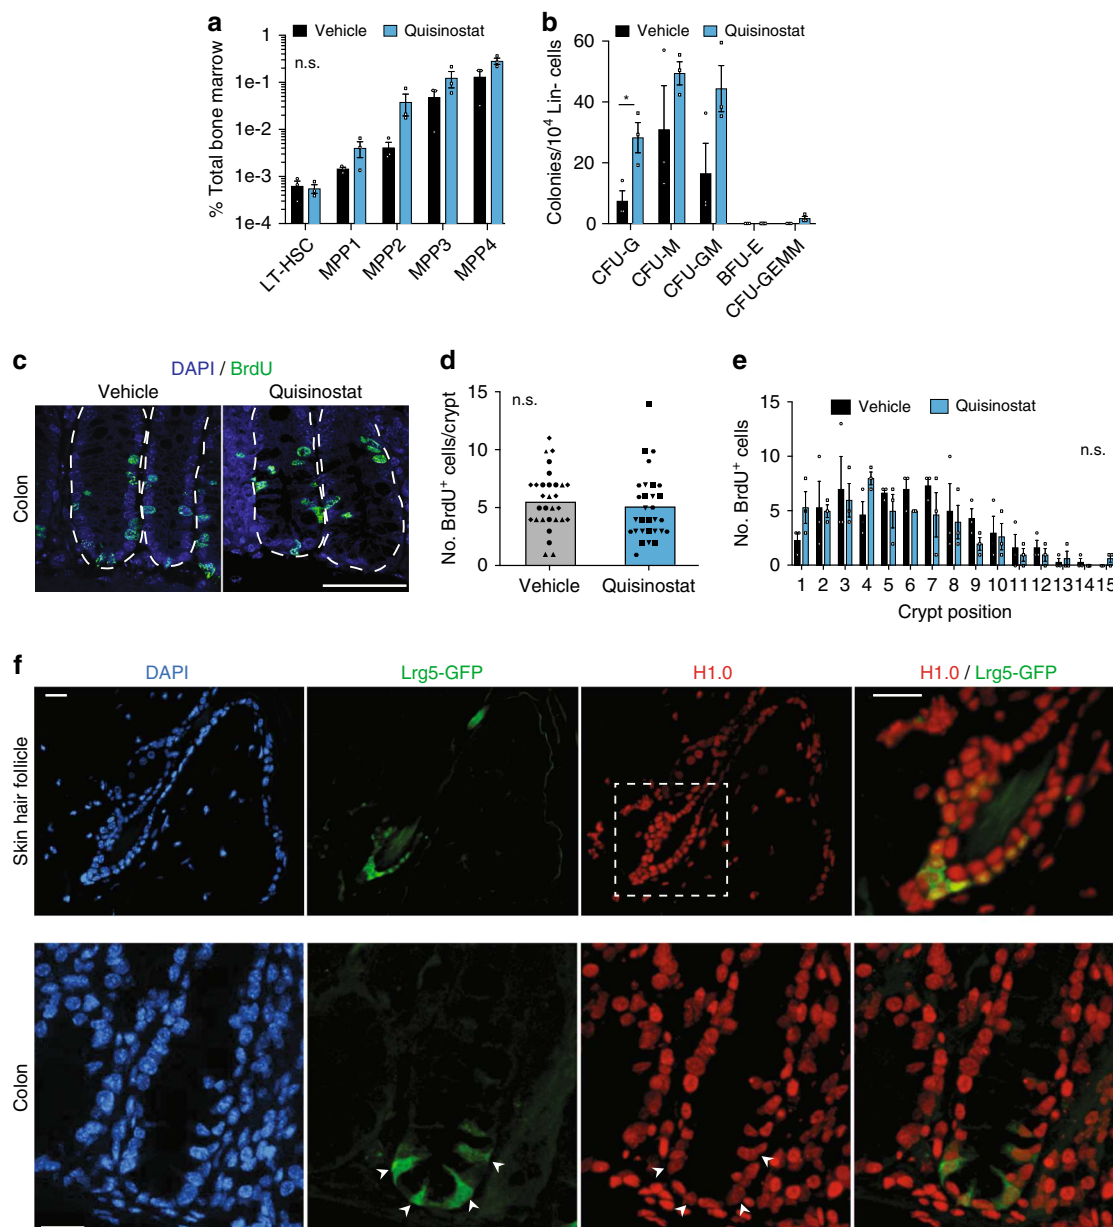 a
Vehicle Quisinostat
% Total bone marrow
1
1e-1
1e-2
1e-3
1e-4
n.s.
LT-HSC MPP1 MPP2 MPP3 MPP4
b
Vehicle Quisinostat
Colonies/10⁴ Lin- cells
60
40
20
0
*
CFU-G CFU-M CFU-GM BFU-E CFU-GEMM
c
DAPI / BrdU
Vehicle Quisinostat
Colon
d
No. BrdU⁺ cells/crypt
15
10
5
0
n.s.
Vehicle Quisinostat
e
No. BrdU⁺ cells
15
10
5
0
Vehicle Quisinostat
n.s.
1 2 3 4 5 6 7 8 9 10 11 12 13 14 15
Crypt position
f
DAPI Lrg5-GFP H1.0 H1.0 / Lrg5-GFP
Skin hair follicle
Colon